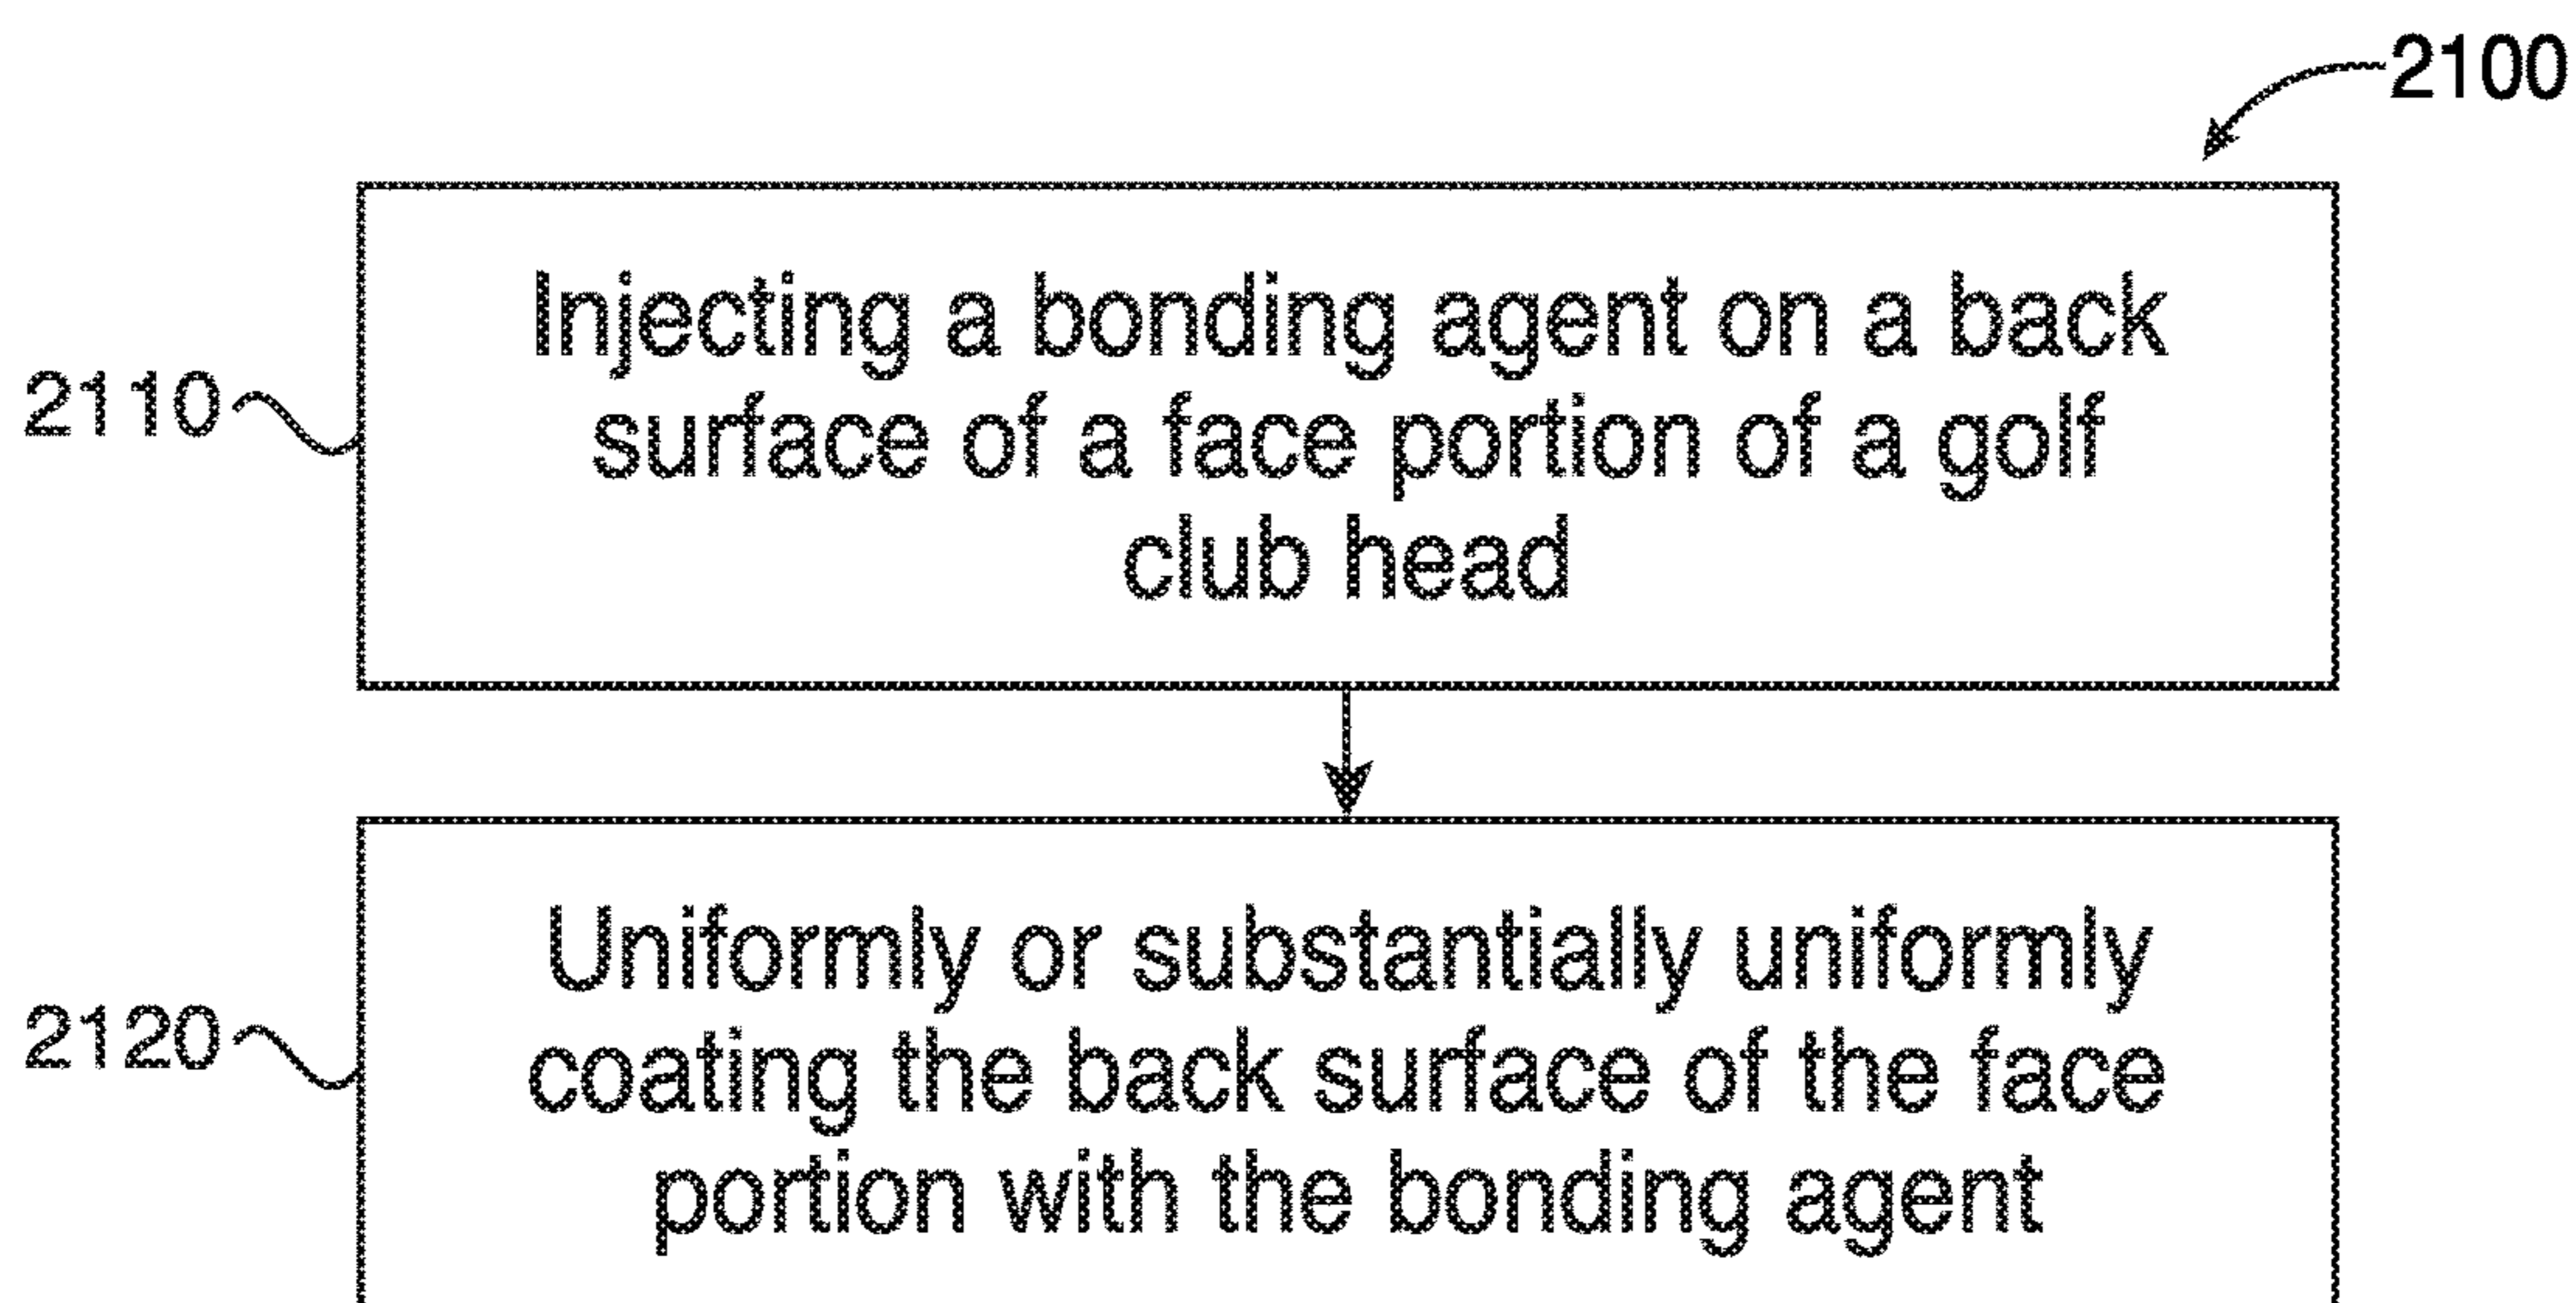 2100
Injecting a bonding agent on a back
surface of a face portion of a golf
club head
2110
Uniformly or substantially uniformly
coating the back surface of the face
portion with the bonding agent
2120